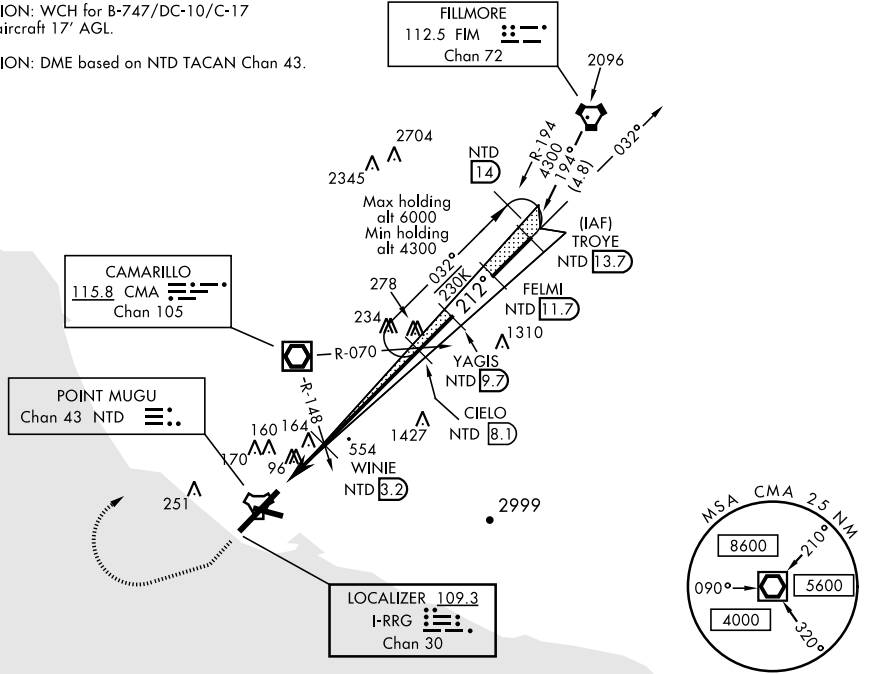 ION: WCH for B-747/DC-10/C-17
ircraft 17' AGL.
ION: DME based on NTD TACAN Chan 43.
FILLMORE
112.5 FIM
Chan 72
2096
2704
2345
NTD
14
R-194
4300
194°
(4.8)
032°
Max holding
alt 6000
Min holding
alt 4300
(IAF)
TROYE
NTD 13.7
032°
230K
212°
FELMI
NTD 11.7
CAMARILLO
115.8 CMA
Chan 105
278
234
1310
R-070
YAGIS
NTD 9.7
POINT MUGU
Chan 43 NTD
R-148
CIELO
NTD 8.1
1427
160
164
170
96
554
WINIE
NTD 3.2
251
2999
LOCALIZER 109.3
I-RRG
Chan 30
MSA CMA 25 NM
8600
210°
090°
5600
4000
320°